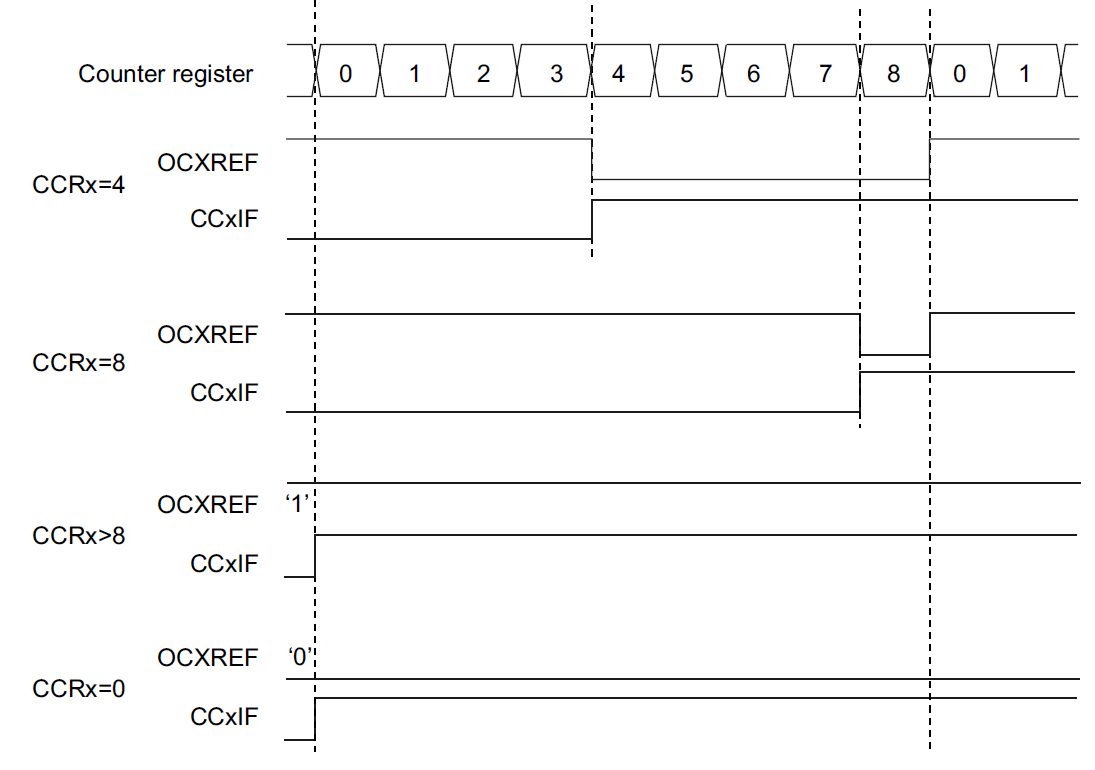 Counter register 0 1 2 3 4 5 6 7 8 0 1
OCXREF
CCRx=4
CCxIF
OCXREF
CCRx=8
CCxIF
OCXREF ‘1’
CCRx>8
CCxIF
OCXREF ‘0’
CCRx=0
CCxIF